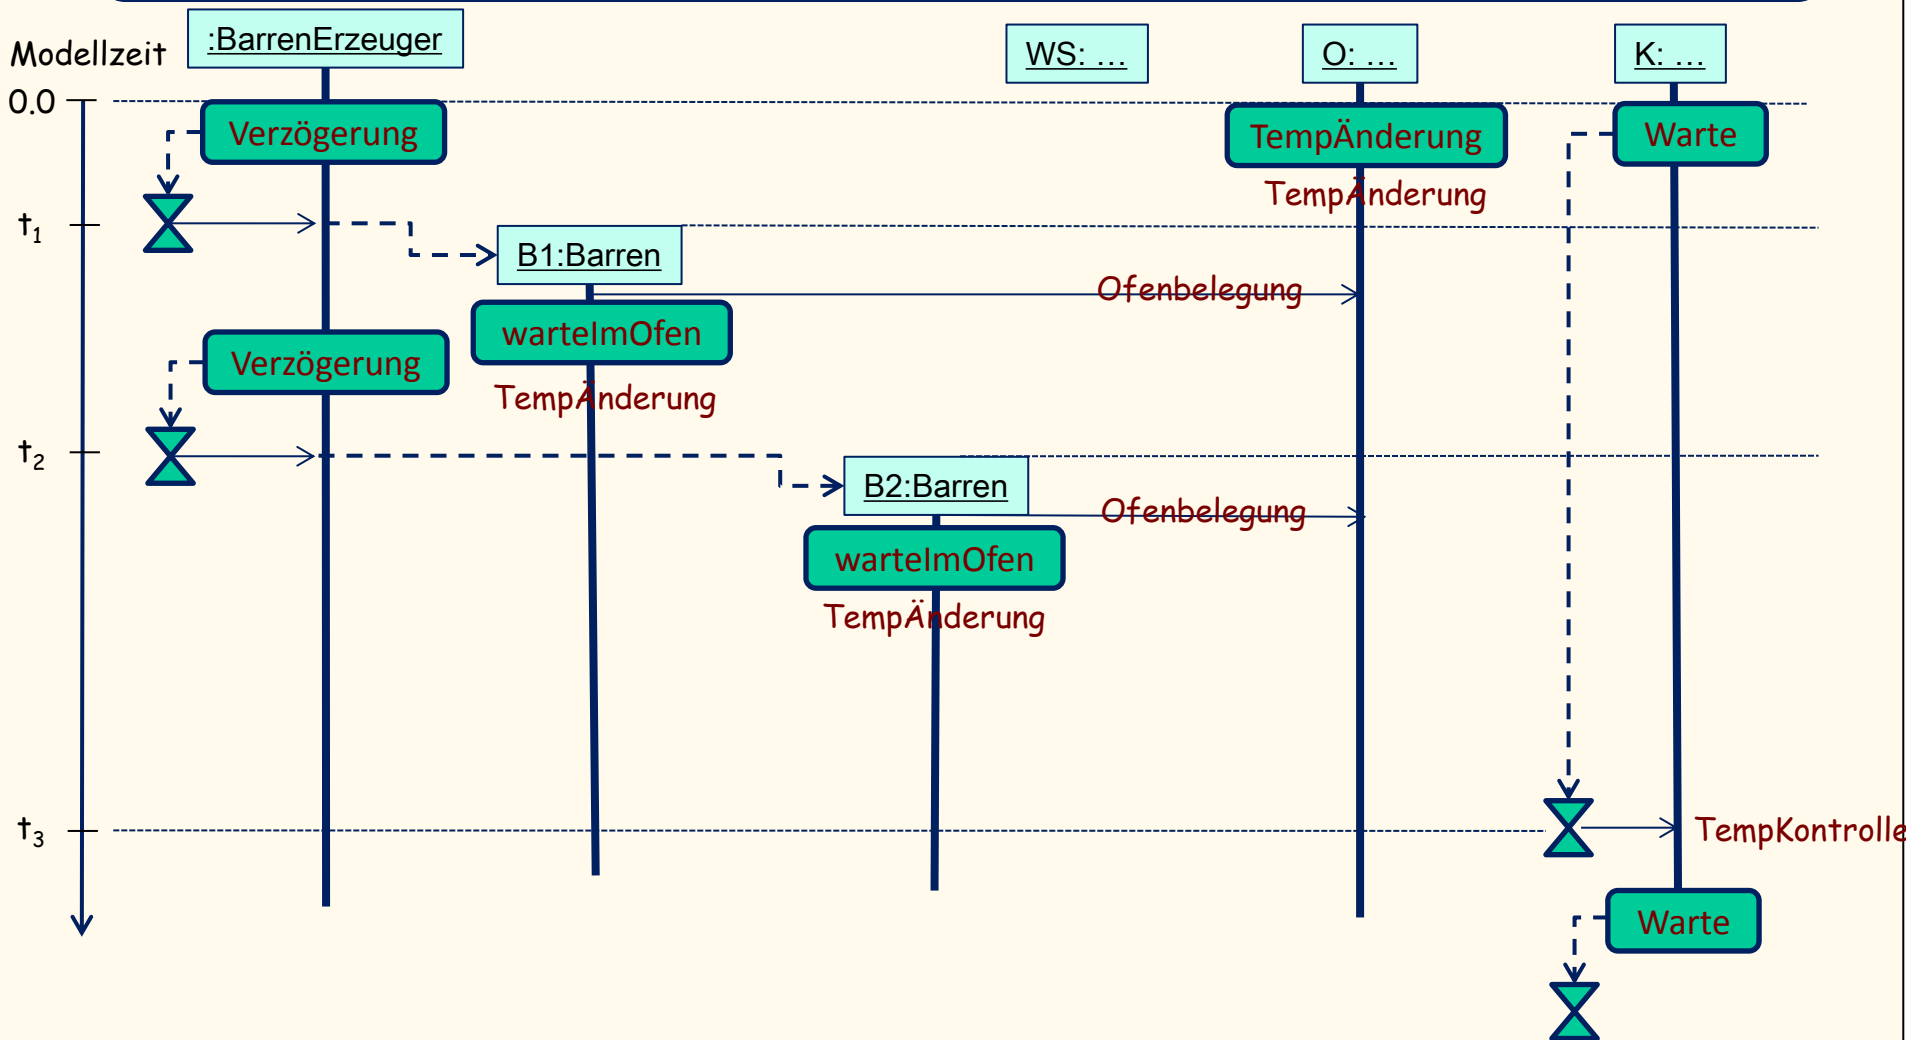 :BarrenErzeuger
WS: ...
O: ...
K: ...
Modellzeit
0.0
Verzögerung
TempÄnderung
Warte
TempÄnderung
t1
B1:Barren
Ofenbelegung
warteImOfen
Verzögerung
TempÄnderung
t2
B2:Barren
Ofenbelegung
warteImOfen
TempÄnderung
t3
TempKontrolle
Warte